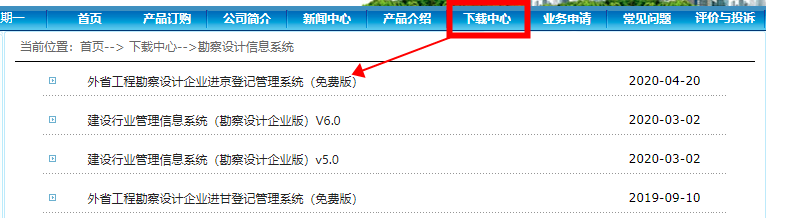 期一 首页 产品订购 公司简介 新闻中心 产品介绍 下载中心 业务申请 常见问题 评价与投诉
当前位置：首页--> 下载中心-->勘察设计信息系统
外省工程勘察设计企业进京登记管理系统（免费版） 2020-04-20
建设行业管理信息系统（勘察设计企业版）V6.0 2020-03-02
建设行业管理信息系统（勘察设计企业版）v5.0 2020-03-02
外省工程勘察设计企业进甘登记管理系统（免费版） 2019-09-10